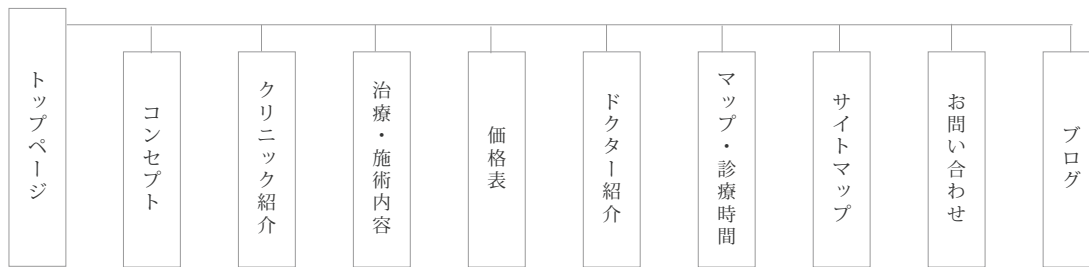 トップページ
コンセプト
クリニック紹介
治療・施術内容
価格表
ドクター紹介
マップ・診療時間
サイトマップ
お問い合わせ
ブログ